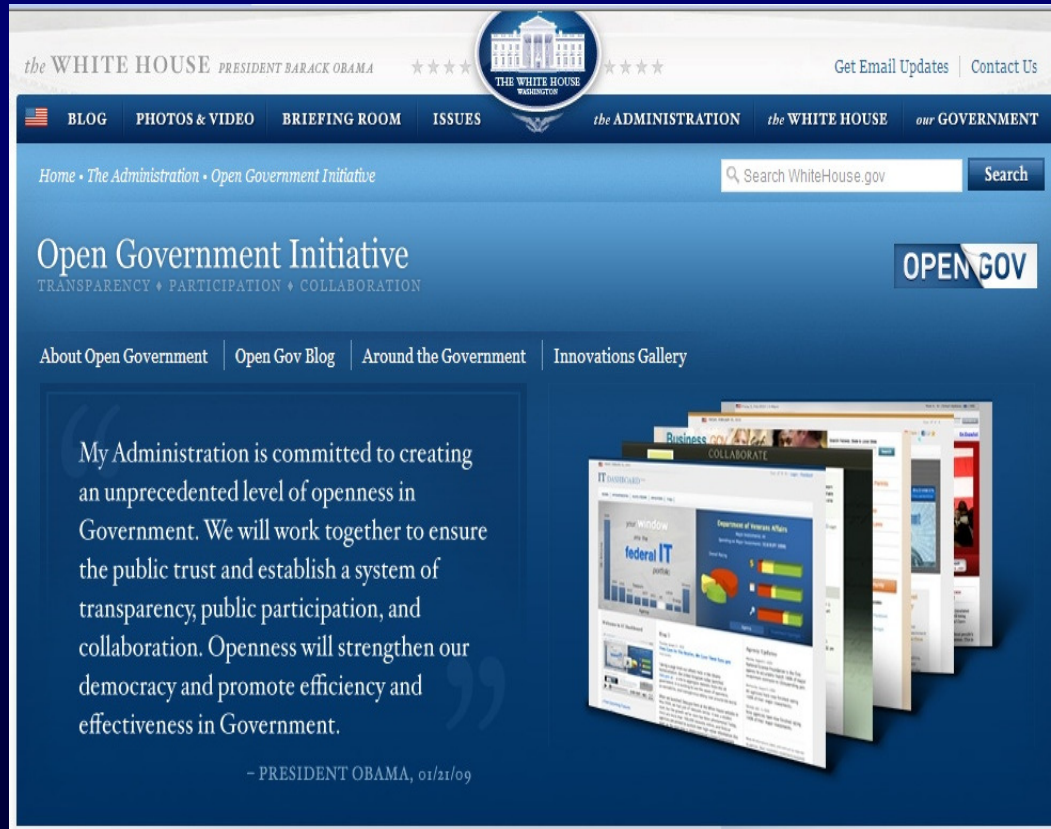 the WHITE HOUSE PRESIDENT BARACK OBAMA
THE WHITE HOUSE
WASHINGTON
Get Email Updates Contact Us
BLOG PHOTOS & VIDEO BRIEFING ROOM ISSUES the ADMINISTRATION the WHITE HOUSE our GOVERNMENT
Home • The Administration • Open Government Initiative
Search WhiteHouse.gov Search
Open Government Initiative
TRANSPARENCY ♦ PARTICIPATION ♦ COLLABORATION
OPEN GOV
About Open Government Open Gov Blog Around the Government Innovations Gallery
“
My Administration is committed to creating
an unprecedented level of openness in
Government. We will work together to ensure
the public trust and establish a system of
transparency, public participation, and
collaboration. Openness will strengthen our
democracy and promote efficiency and
effectiveness in Government.
”
– PRESIDENT OBAMA, 01/21/09
Business.gov
COLLABORATE
IT DASHBOARD
your window
into the
federal IT
portfolio
Department of Veterans Affairs